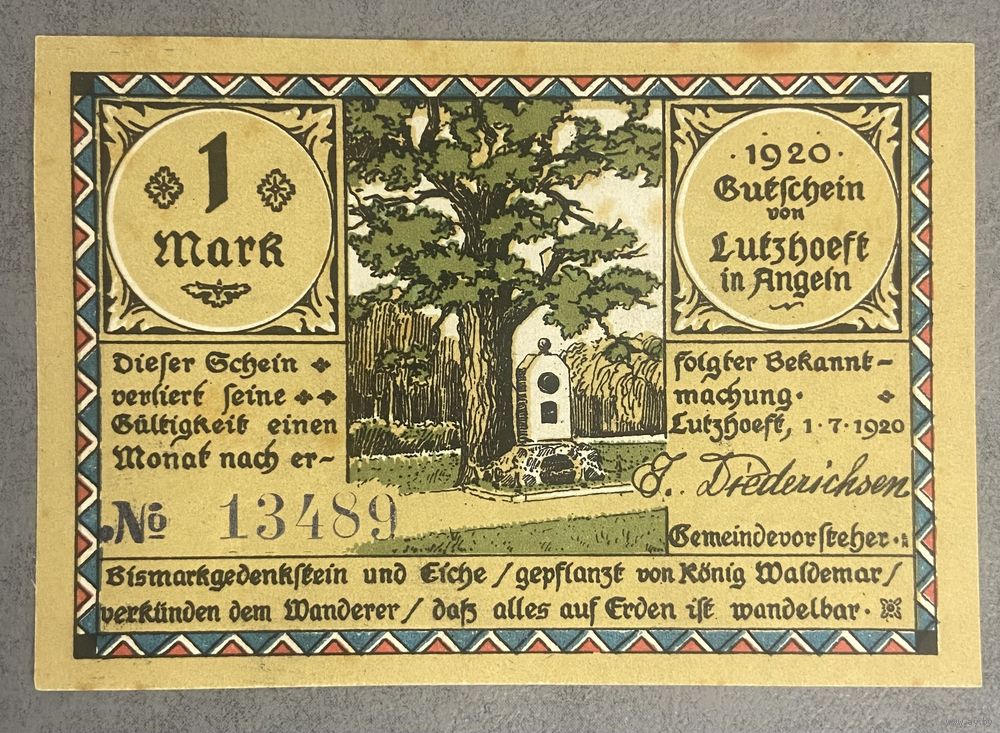 1
Mark
· 1920 ·
Gutschein
von
Lutzhoeft
in Angeln
Dieser Schein
verliert seine
Gültigkeit einen
Monat nach er-
folgter Bekannt-
machung.
Lutzhoeft, 1·7·1920
J. Diederichsen
Gemeindevorsteher.
No 13489
Bismarkgedenkstein und Eiche / gepflanzt von König Waldemar /
verkünden dem Wanderer / daß alles auf Erden ist wandelbar.